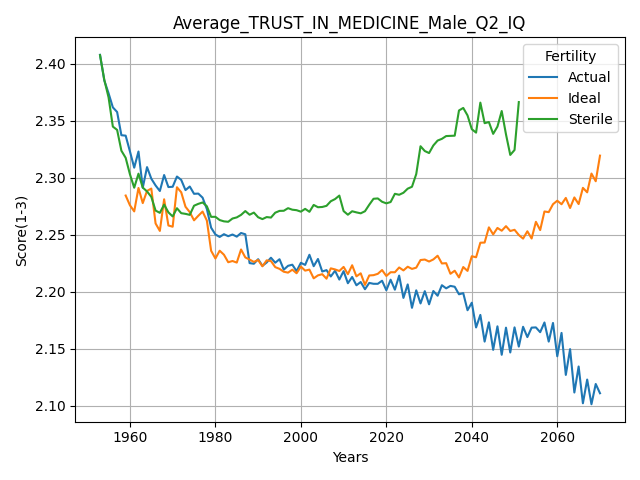 Average_TRUST_IN_MEDICINE_Male_Q2_IQ
Fertility
Actual
Ideal
Sterile
Score(1-3)
2.40
2.35
2.30
2.25
2.20
2.15
2.10
1960 1980 2000 2020 2040 2060
Years